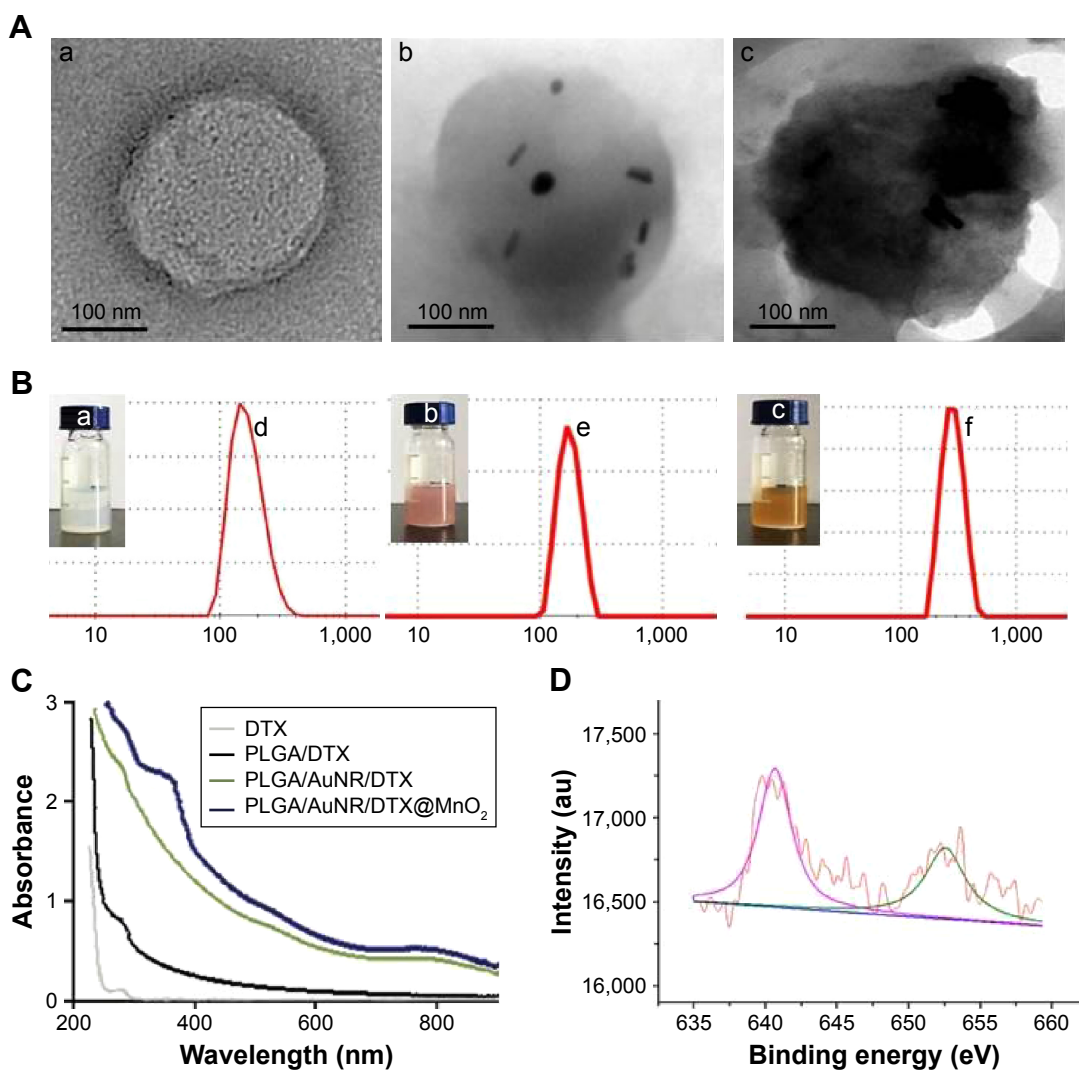 A
a
b
c
100 nm
100 nm
100 nm
B
a
d
b
e
c
f
10
100
1,000
10
100
1,000
10
100
1,000
C
Absorbance
3
2
1
0
DTX
PLGA/DTX
PLGA/AuNR/DTX
PLGA/AuNR/DTX@MnO₂
200
400
600
800
Wavelength (nm)
D
Intensity (au)
17,500
17,000
16,500
16,000
635
640
645
650
655
660
Binding energy (eV)